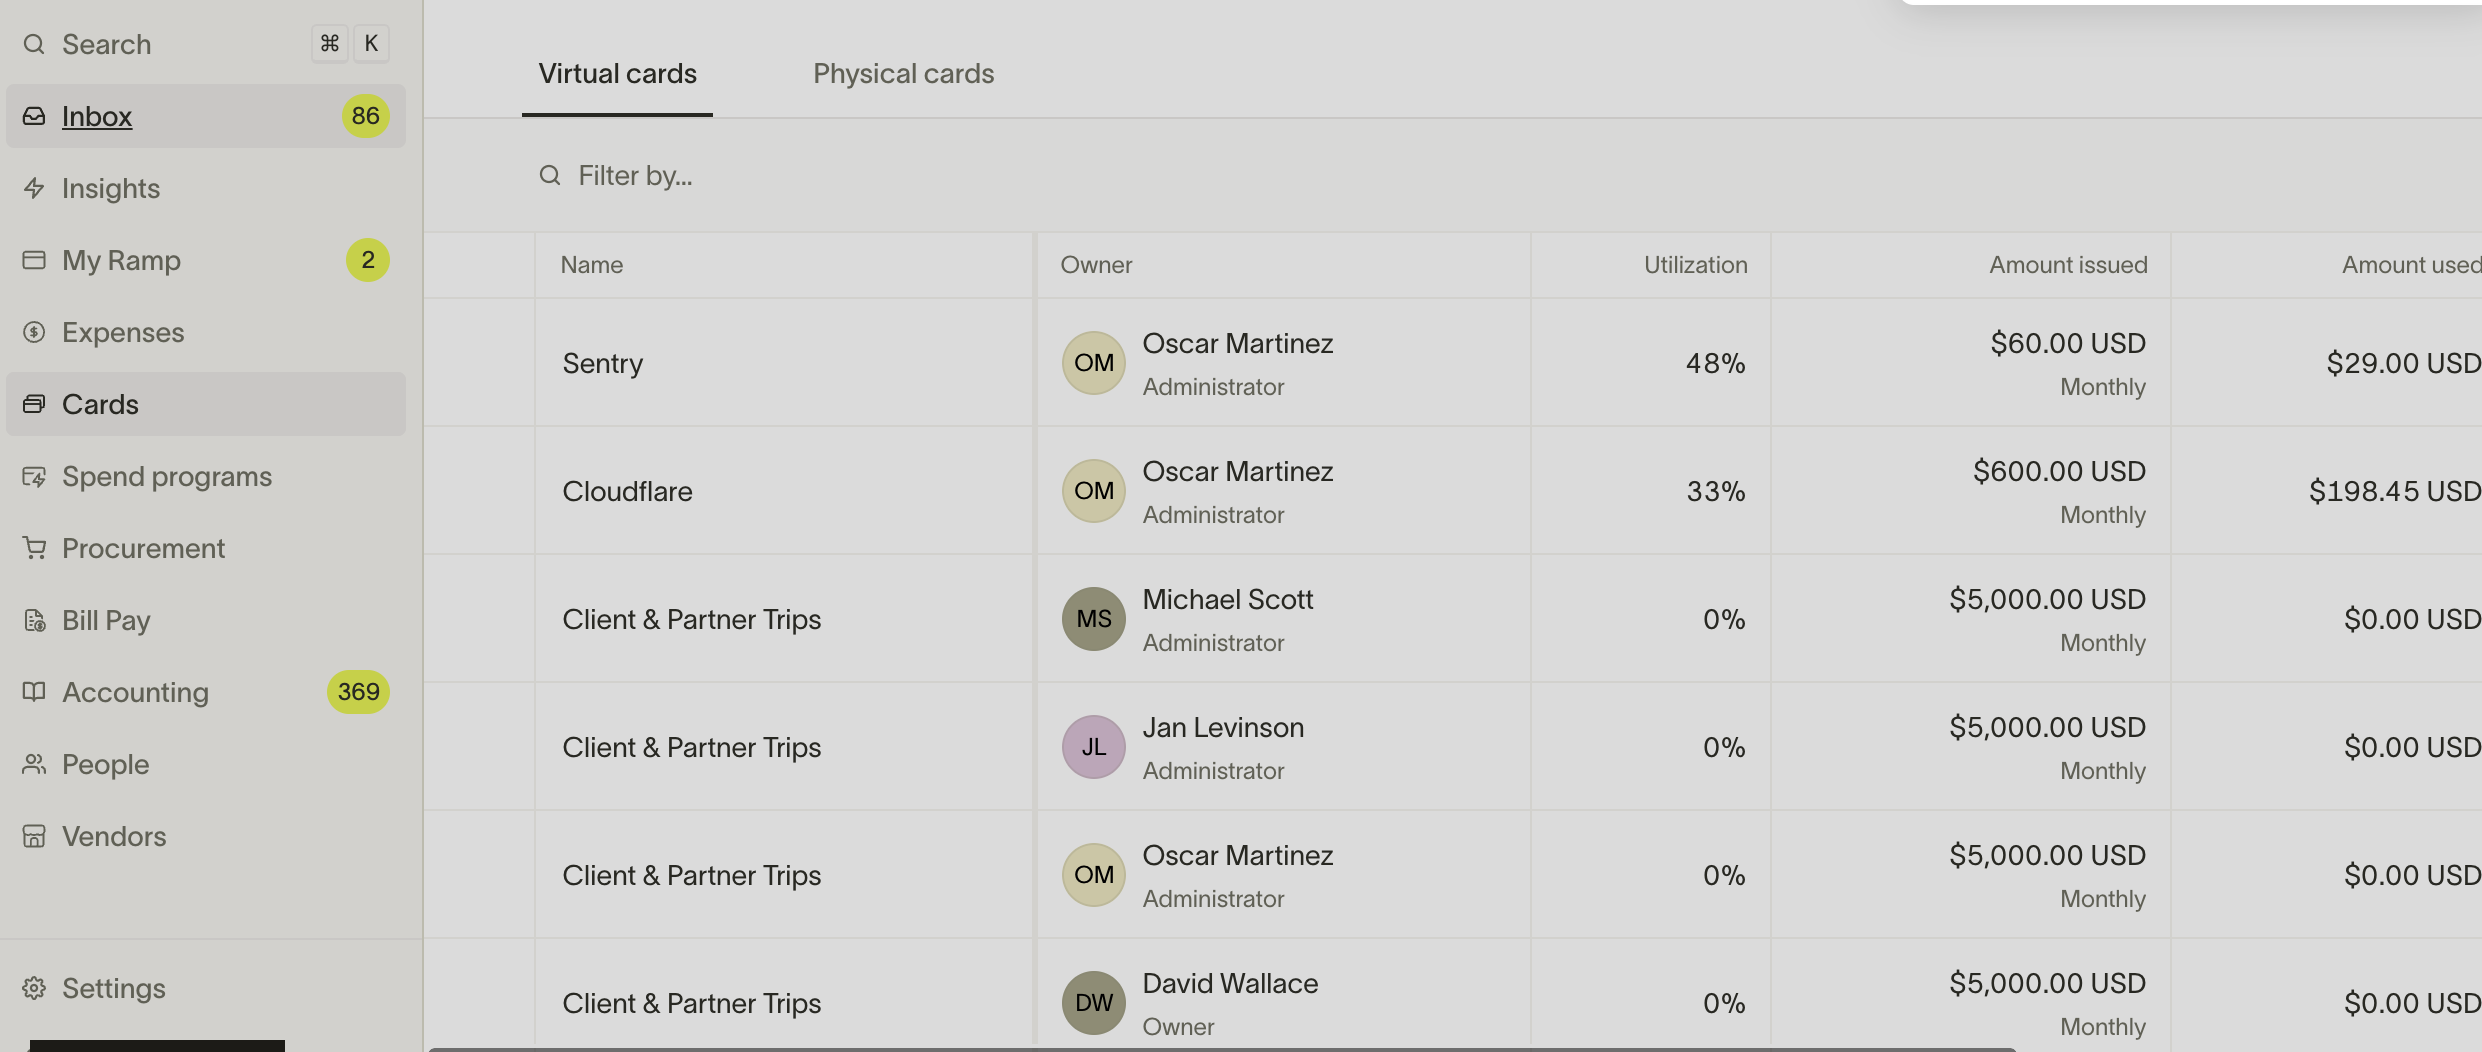 Search ⌘ K
Inbox 86
Insights
My Ramp 2
Expenses
Cards
Spend programs
Procurement
Bill Pay
Accounting 369
People
Vendors
Settings
Virtual cards Physical cards
Filter by...
Name Owner Utilization Amount issued Amount used
Sentry OM Oscar Martinez 48% $60.00 USD $29.00 USD
Administrator Monthly
Cloudflare OM Oscar Martinez 33% $600.00 USD $198.45 USD
Administrator Monthly
Client & Partner Trips MS Michael Scott 0% $5,000.00 USD $0.00 USD
Administrator Monthly
Client & Partner Trips JL Jan Levinson 0% $5,000.00 USD $0.00 USD
Administrator Monthly
Client & Partner Trips OM Oscar Martinez 0% $5,000.00 USD $0.00 USD
Administrator Monthly
Client & Partner Trips DW David Wallace 0% $5,000.00 USD $0.00 USD
Owner Monthly